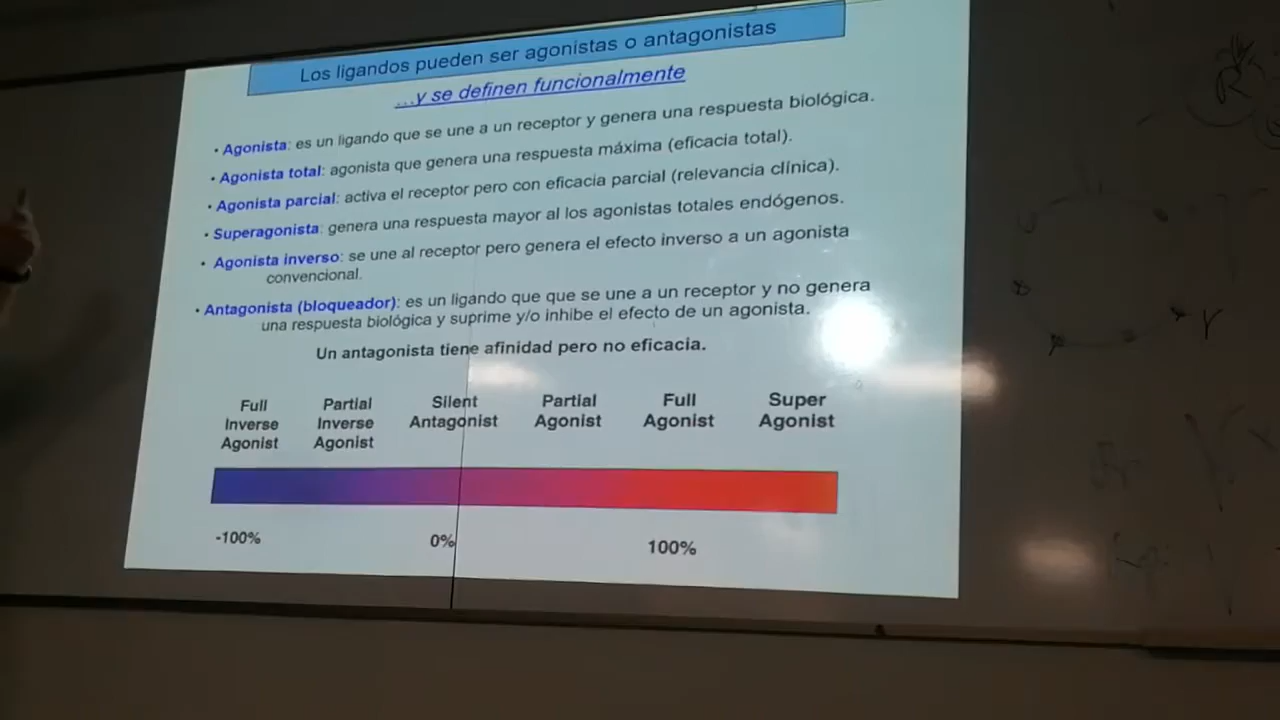 Los ligandos pueden ser agonistas o antagonistas
...y se definen funcionalmente
• Agonista: es un ligando que se une a un receptor y genera una respuesta biológica.
• Agonista total: agonista que genera una respuesta máxima (eficacia total).
• Agonista parcial: activa el receptor pero con eficacia parcial (relevancia clínica).
• Superagonista: genera una respuesta mayor al los agonistas totales endógenos.
• Agonista inverso: se une al receptor pero genera el efecto inverso a un agonista
convencional.
• Antagonista (bloqueador): es un ligando que que se une a un receptor y no genera
una respuesta biológica y suprime y/o inhibe el efecto de un agonista.
Un antagonista tiene afinidad pero no eficacia.
Full Inverse Agonist
Partial Inverse Agonist
Silent Antagonist
Partial Agonist
Full Agonist
Super Agonist
-100% 0% 100%
R